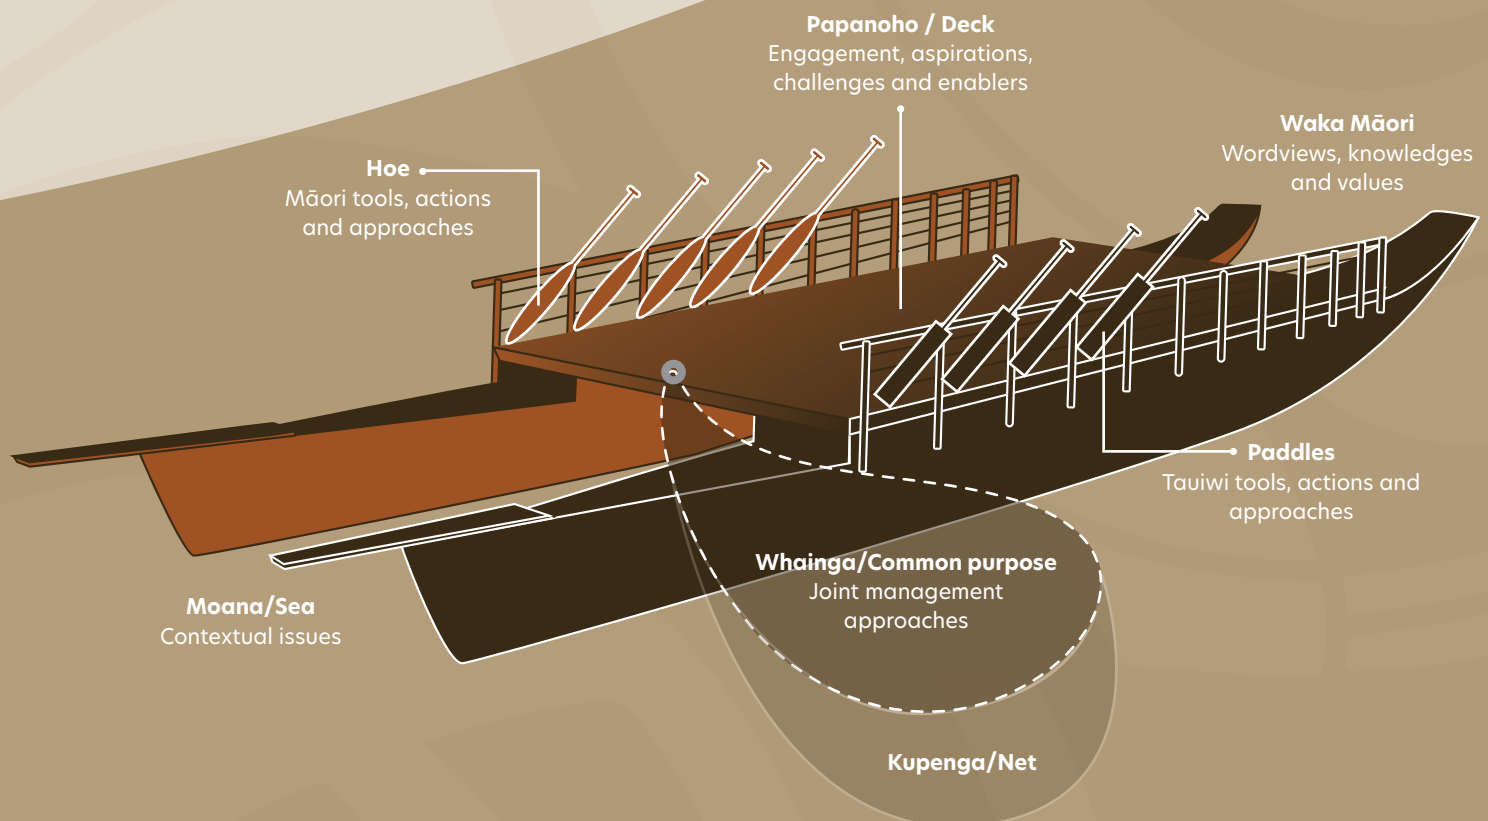 Papanoho / Deck
Engagement, aspirations,
challenges and enablers
Waka Māori
Wordviews, knowledges
and values
Hoe
Māori tools, actions
and approaches
Paddles
Tauiwi tools, actions and
approaches
Whainga/Common purpose
Joint management
approaches
Moana/Sea
Contextual issues
Kupenga/Net